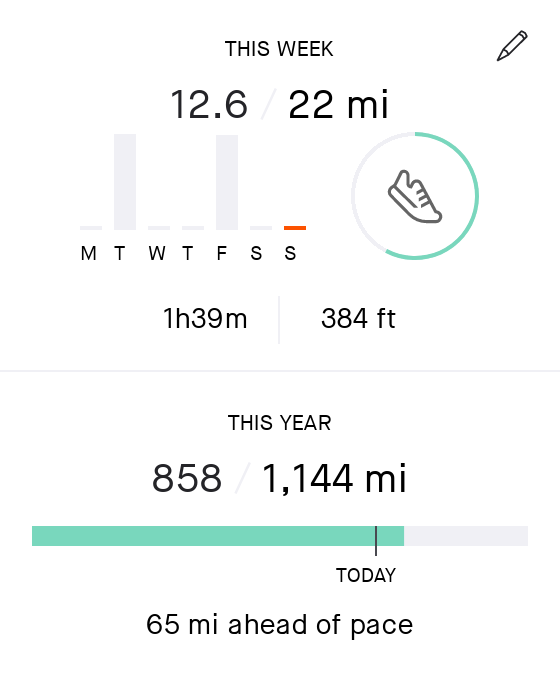 THIS WEEK
12.6 / 22 mi
M T W T F S S
1h39m 384 ft
THIS YEAR
858 / 1,144 mi
TODAY
65 mi ahead of pace